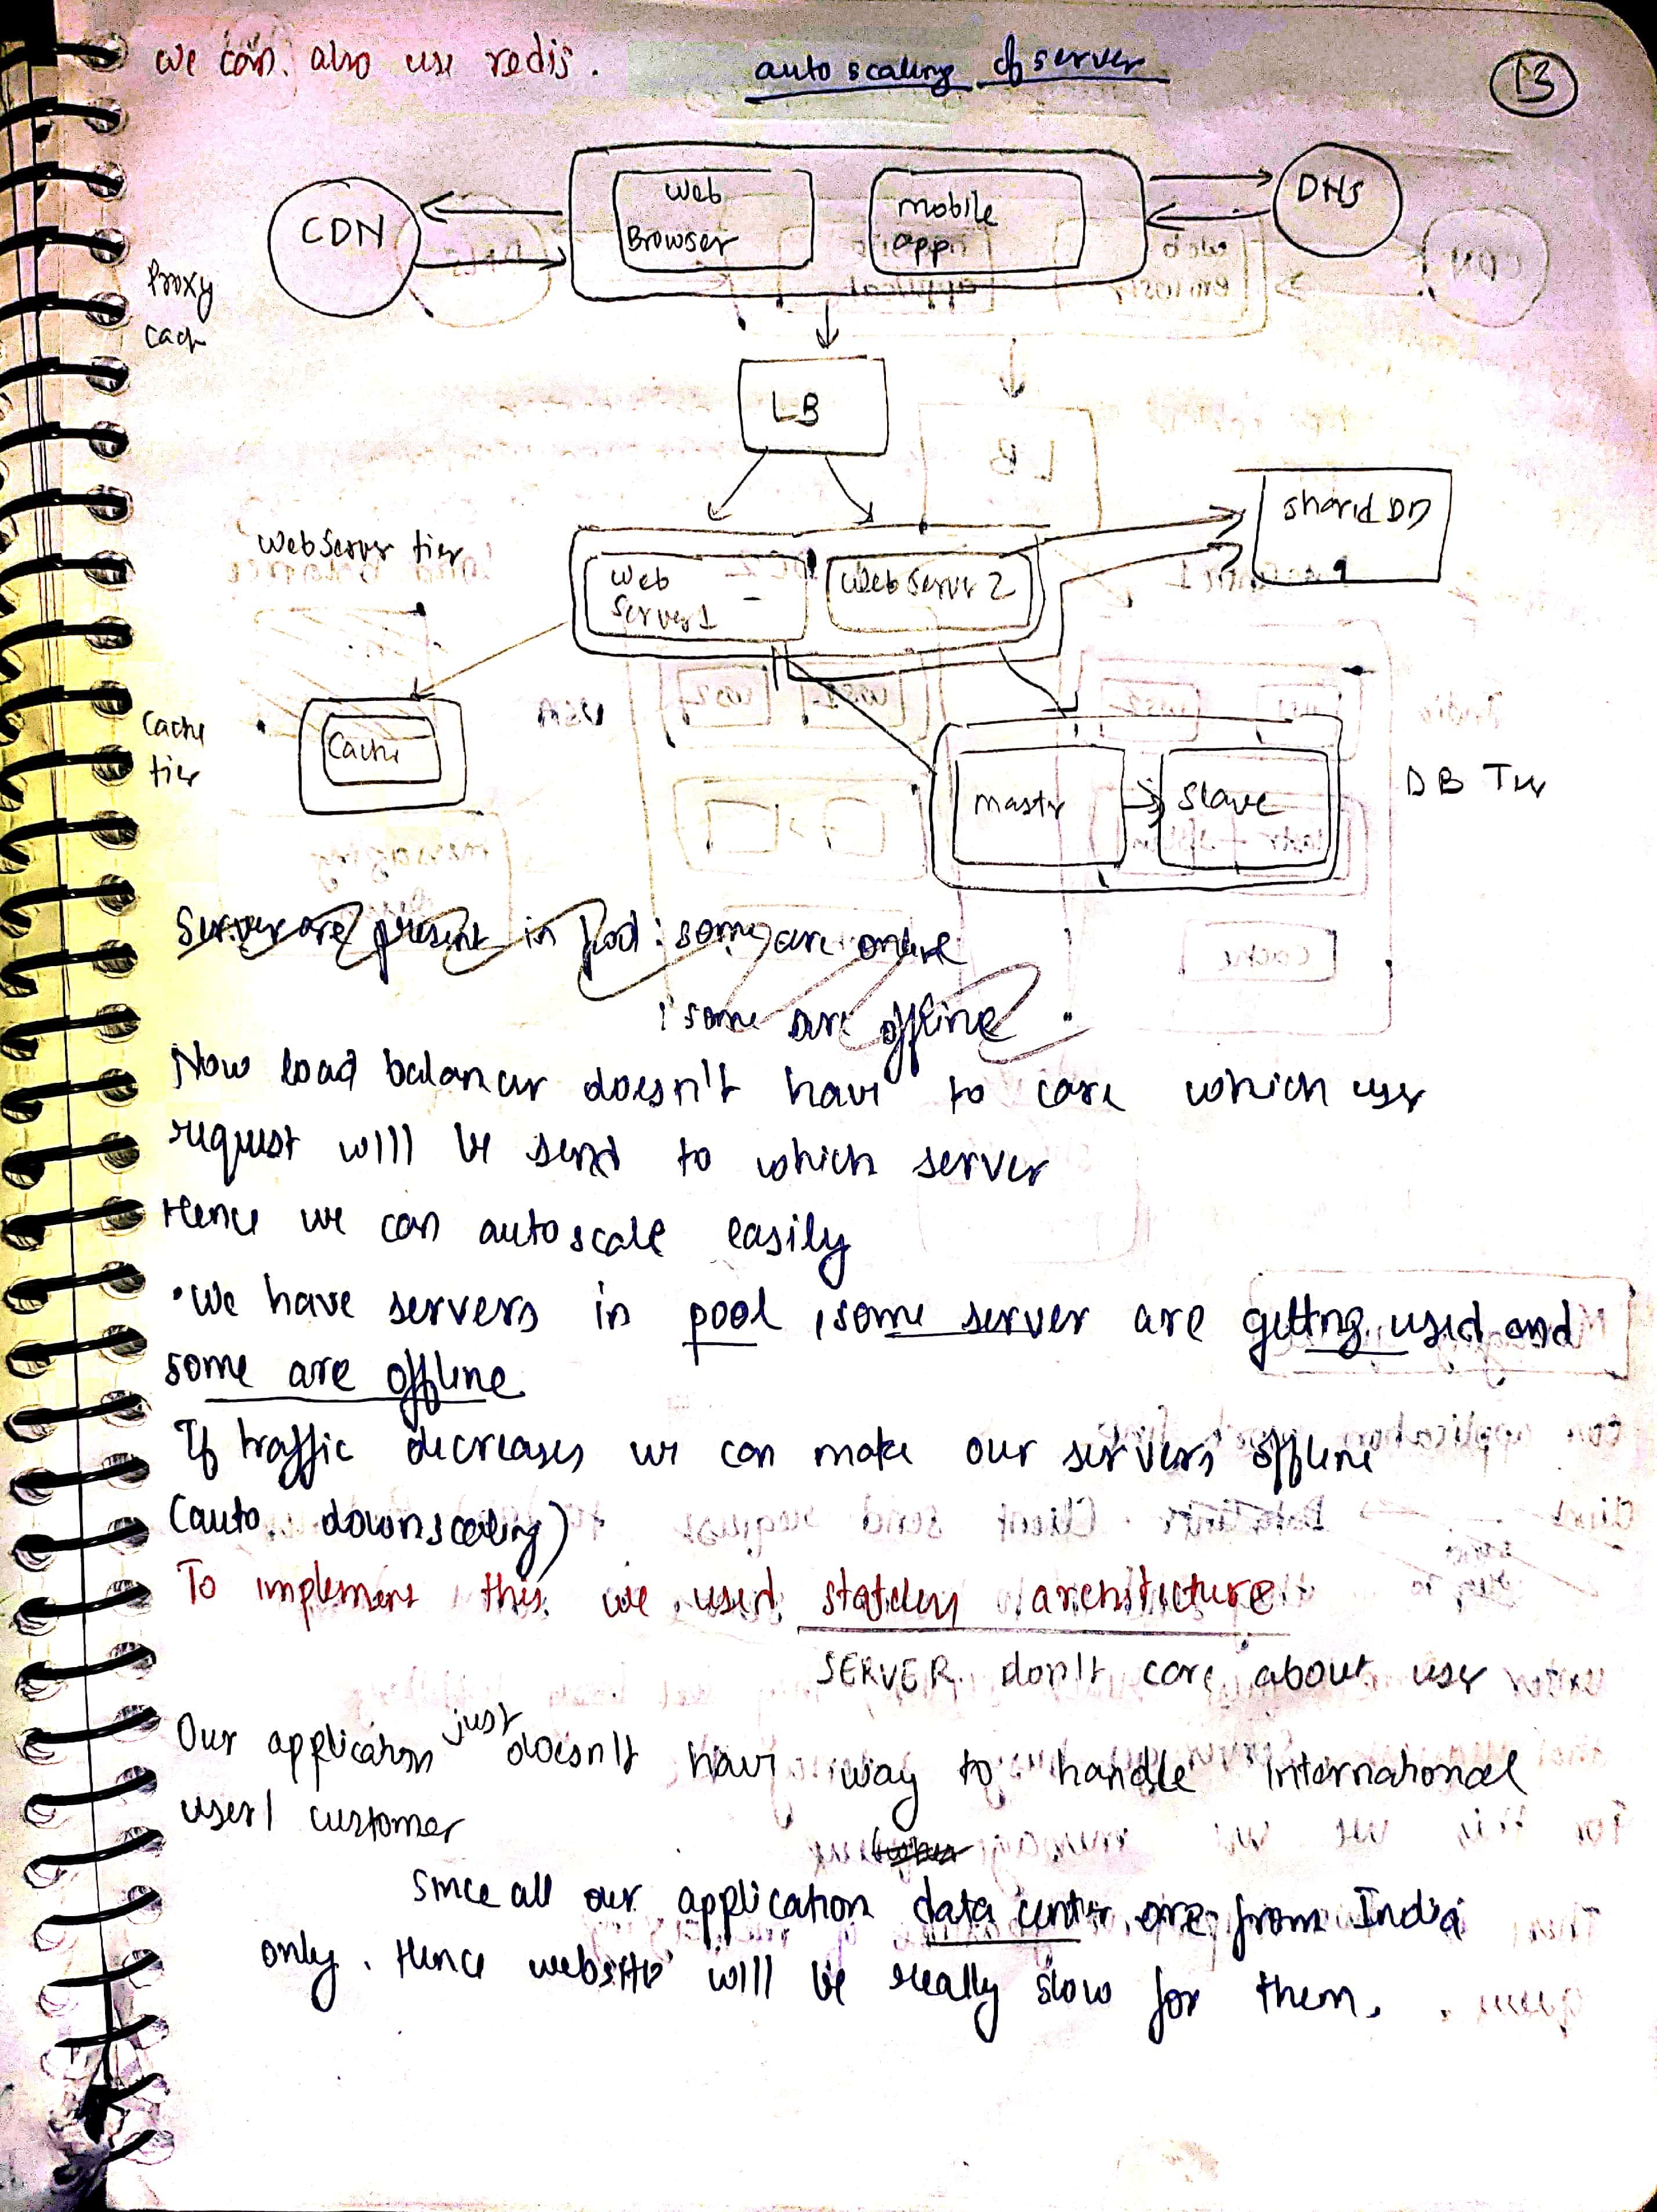 we can also use redis.
auto scaling of server
13
CDN
Web
Browser
mobile
app
DNS
Proxy
cach
LB
Web Server tier
Web
Server 1
Web Server 2
shared DB
Cache
tier
Cache
master
slave
DB Tier
Server are present in pool : some are online
: some are offline
Now load balancer doesn't have to care which user
request will be send to which server
Hence we can autoscale easily
• We have servers in pool, some server are getting used and
some are offline
If traffic decreases we can make our servers offline
(auto downscaling)
To implement this we used stateless architecture
SERVER don't care about user
Our application just doesn't have way to handle international
user/ customer
Since all our application data center are from India
only. Hence website will be really slow for them.